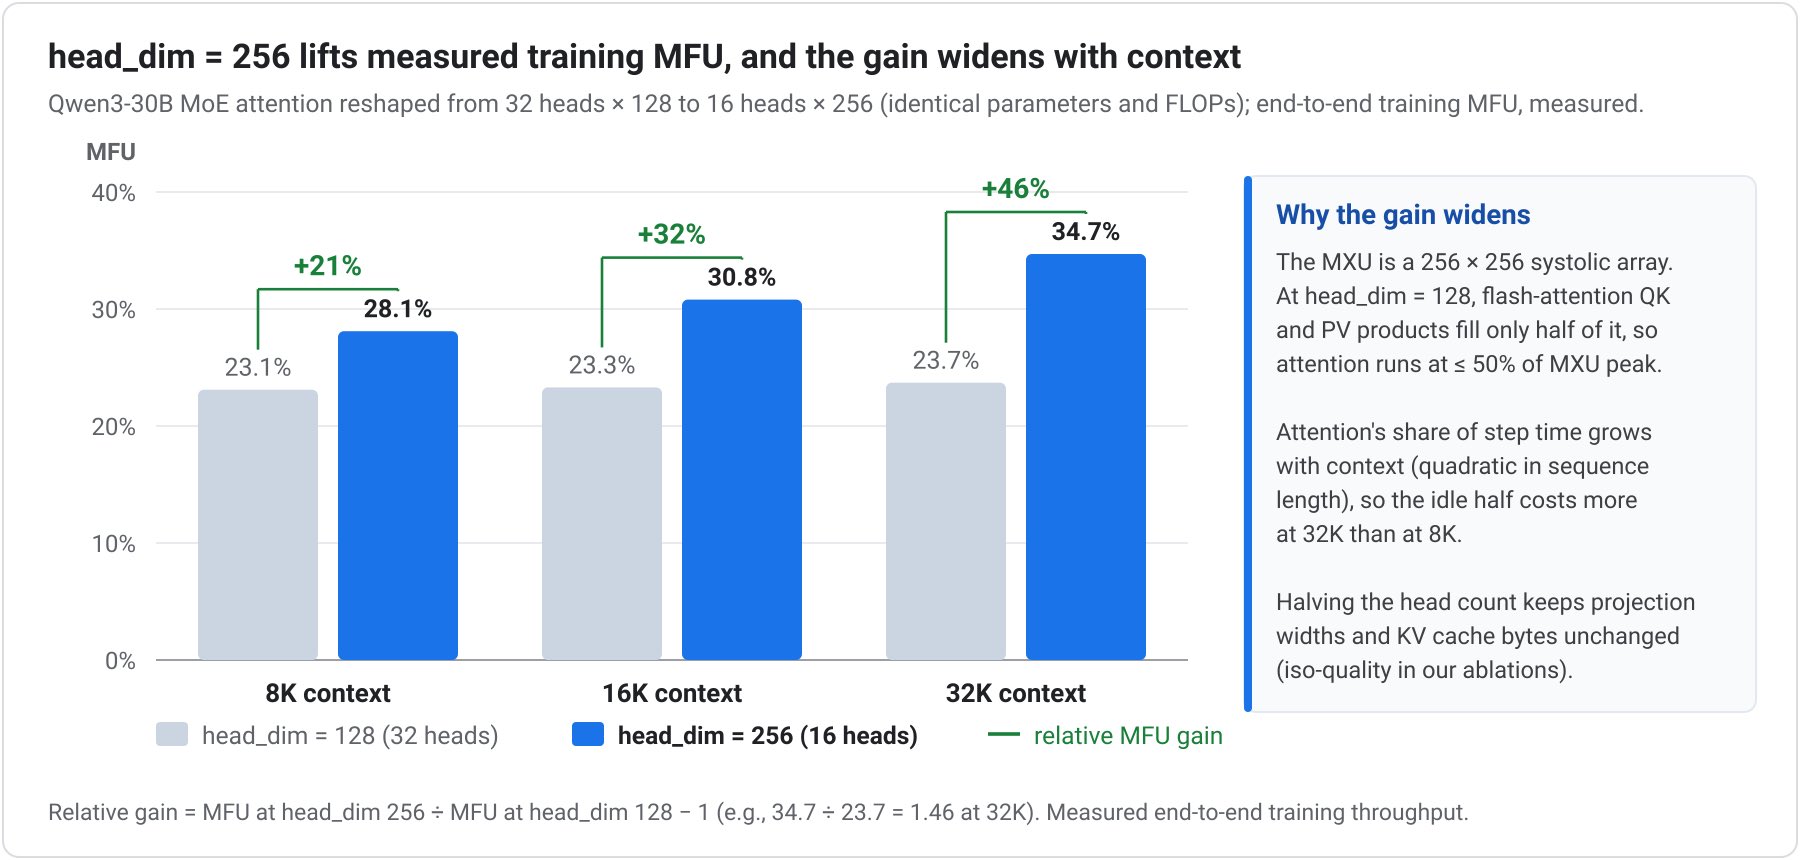 head_dim = 256 lifts measured training MFU, and the gain widens with context
Qwen3-30B MoE attention reshaped from 32 heads × 128 to 16 heads × 256 (identical parameters and FLOPs); end-to-end training MFU, measured.
MFU
40%
30%
20%
10%
0%
+21%
23.1%
28.1%
+32%
23.3%
30.8%
+46%
23.7%
34.7%
8K context
16K context
32K context
head_dim = 128 (32 heads)
head_dim = 256 (16 heads)
relative MFU gain
Why the gain widens
The MXU is a 256 × 256 systolic array.
At head_dim = 128, flash-attention QK
and PV products fill only half of it, so
attention runs at ≤ 50% of MXU peak.
Attention's share of step time grows
with context (quadratic in sequence
length), so the idle half costs more
at 32K than at 8K.
Halving the head count keeps projection
widths and KV cache bytes unchanged
(iso-quality in our ablations).
Relative gain = MFU at head_dim 256 ÷ MFU at head_dim 128 − 1 (e.g., 34.7 ÷ 23.7 = 1.46 at 32K). Measured end-to-end training throughput.